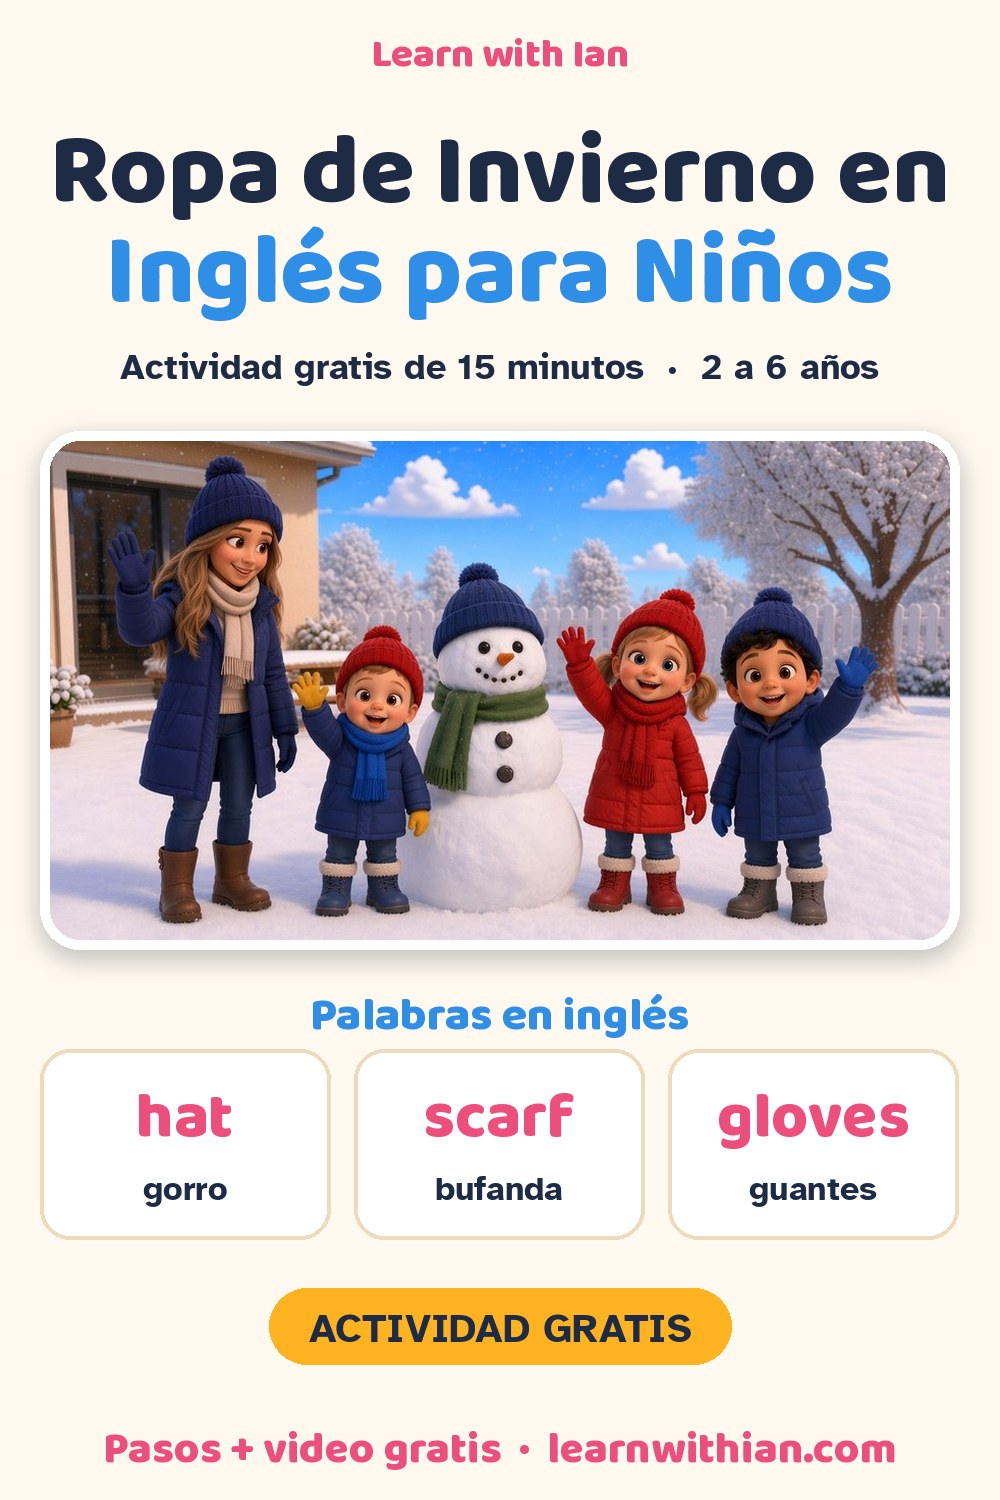 Learn with Ian
Ropa de Invierno en
Inglés para Niños
Actividad gratis de 15 minutos · 2 a 6 años
Palabras en inglés
hat
gorro
scarf
bufanda
gloves
guantes
ACTIVIDAD GRATIS
Pasos + video gratis · learnwithian.com